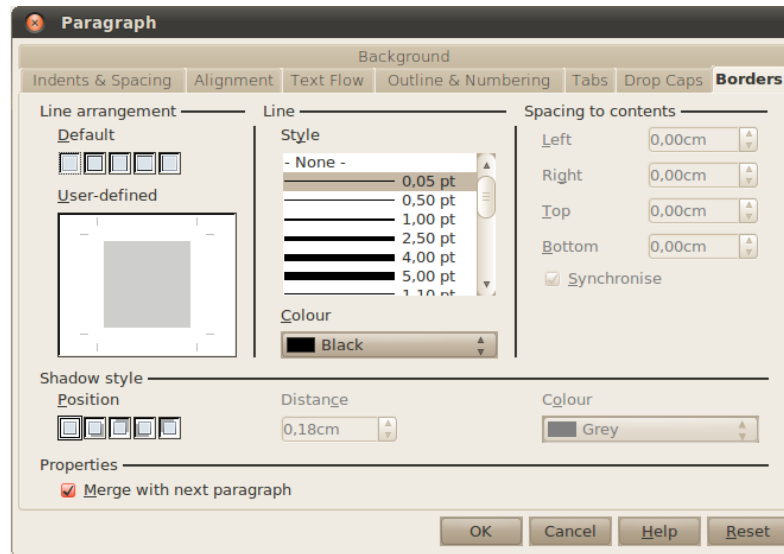 Paragraph
Background
Indents & Spacing Alignment Text Flow Outline & Numbering Tabs Drop Caps Borders
Line arrangement
Default
User-defined
Line
Style
- None -
0,05 pt
0,50 pt
1,00 pt
2,50 pt
4,00 pt
5,00 pt
1,10 pt
Colour
Black
Spacing to contents
Left 0,00cm
Right 0,00cm
Top 0,00cm
Bottom 0,00cm
Synchronise
Shadow style
Position
Distance
0,18cm
Colour
Grey
Properties
Merge with next paragraph
OK Cancel Help Reset